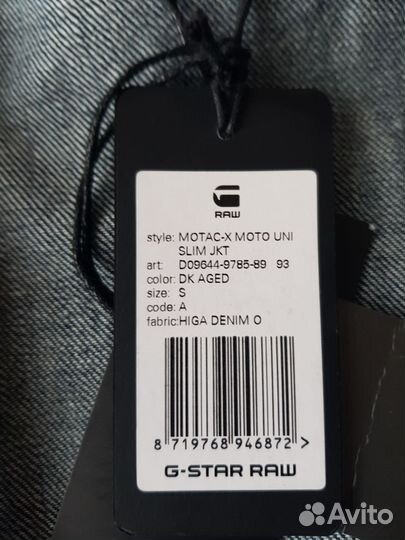 RAW
style: MOTAC-X MOTO UNI
SLIM JKT
art: D09644-9785-89 93
color: DK AGED
size: S
code: A
fabric:HIGA DENIM O
8 719768 946872 >
G-STAR RAW
Avito